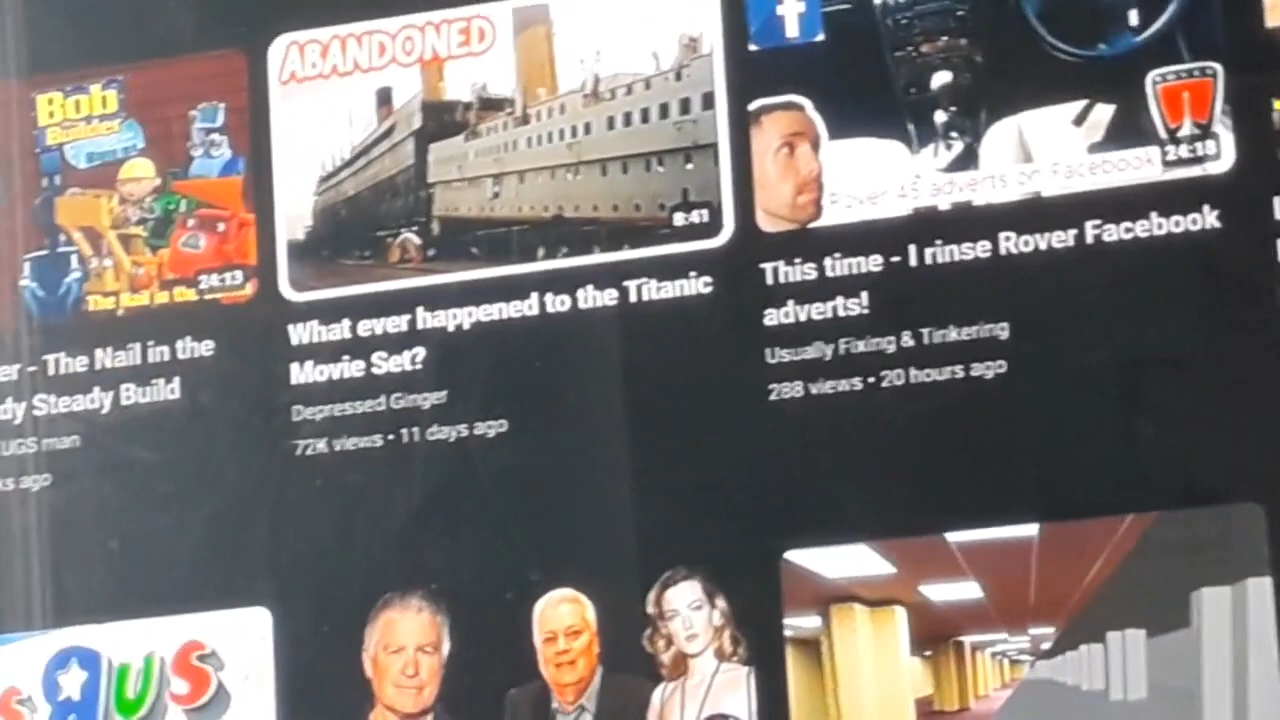 Bob
Builder
24:13
The Nail in the
er - The Nail in the
dy Steady Build
UGS man
ks ago
ABANDONED
8:41
What ever happened to the Titanic
Movie Set?
Depressed Ginger
72K views • 11 days ago
f
ROVER
24:18
Rover 45 adverts on Facebook
This time - I rinse Rover Facebook
adverts!
Usually Fixing & Tinkering
288 views • 20 hours ago
s R U S